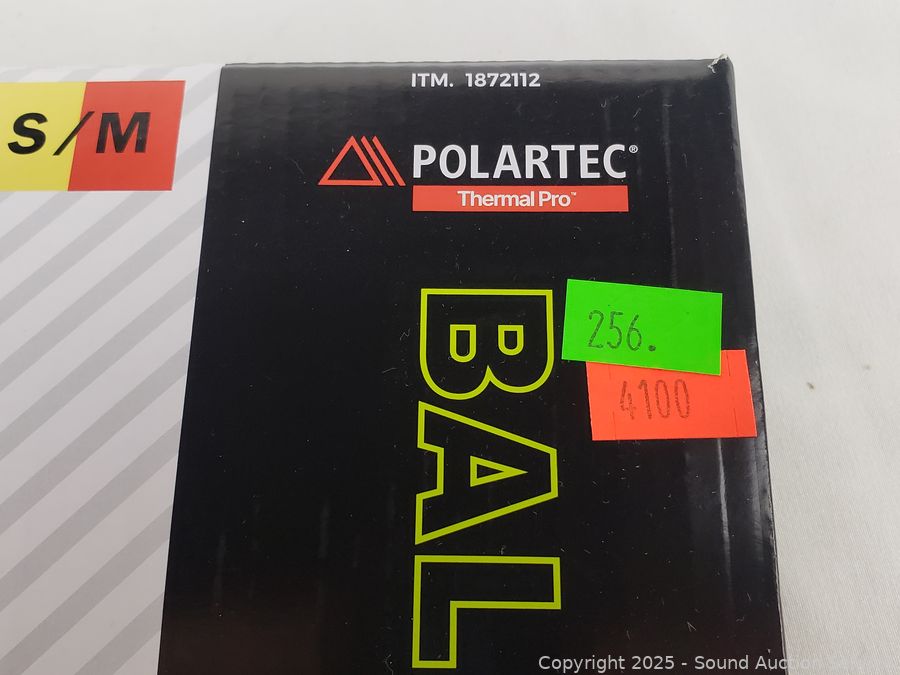 ITM. 1872112
S/M
POLARTEC®
Thermal Pro™
BAL
256.
4100
Copyright 2025 - Sound Auction